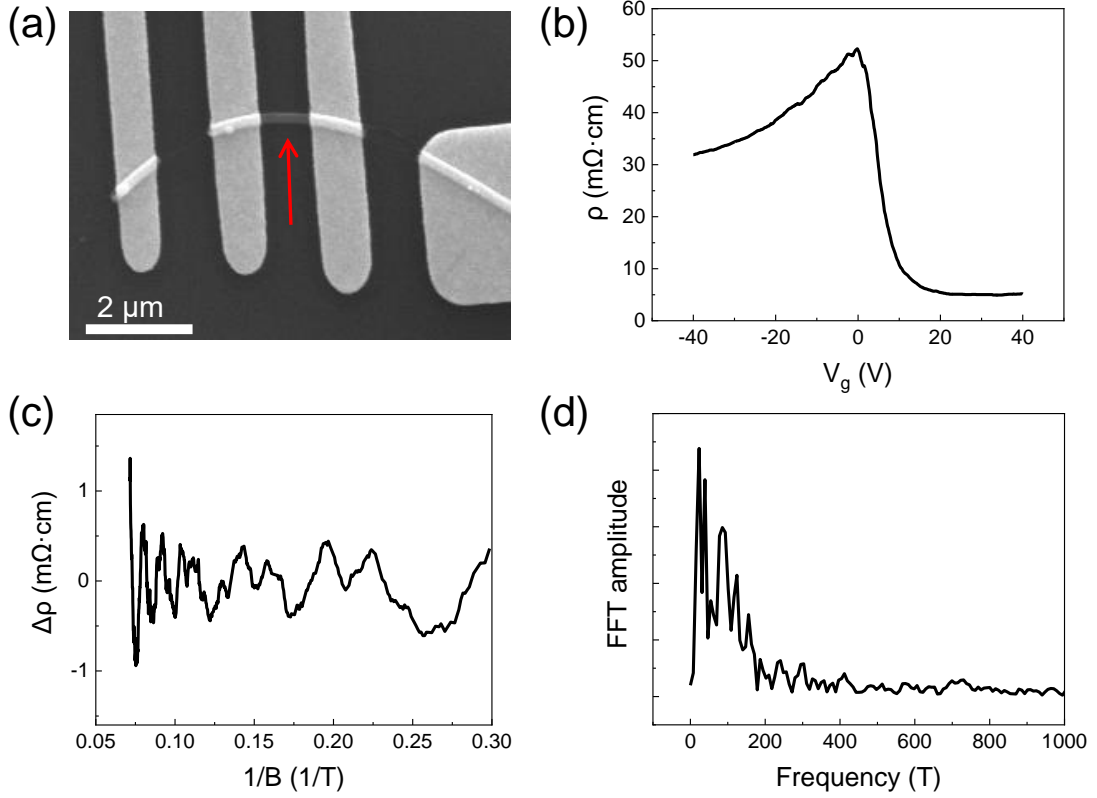 (a)
2 μm
(b)
60
50
40
30
20
10
0
ρ (mΩ·cm)
-40
-20
0
20
40
V<sub>g</sub> (V)
(c)
1
0
-1
Δρ (mΩ·cm)
0.05
0.10
0.15
0.20
0.25
0.30
1/B (1/T)
(d)
FFT amplitude
0
200
400
600
800
1000
Frequency (T)